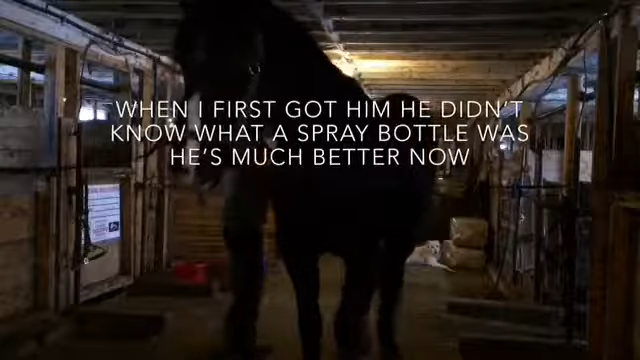 WHEN I FIRST GOT HIM HE DIDN'T
KNOW WHAT A SPRAY BOTTLE WAS
HE'S MUCH BETTER NOW